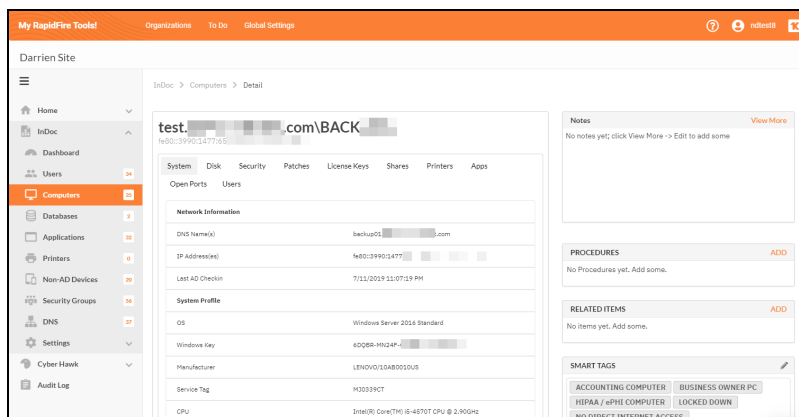 My RapidFire Tools! Organizations To Do Global Settings ndtest8
Darrien Site
InDoc > Computers > Detail
Home
InDoc
Dashboard
Users 34
Computers
Databases 2
Applications
Printers 0
Non-AD Devices 20
Security Groups 56
DNS 37
Settings
Cyber Hawk
Audit Log
test. .com\BACK
fe80::3990:1477:65
System Disk Security Patches License Keys Shares Printers Apps
Open Ports Users
Network Information
DNS Name(s) backup01. .com
IP Address(es) fe80::3990:1477
Last AD Checkin 7/11/2019 11:07:19 PM
System Profile
OS Windows Server 2016 Standard
Windows Key 6DQBR-MN24F-
Manufacturer LENOVO/10AB0010US
Service Tag MJ0339CT
CPU Intel(R) Core(TM) i5-4570T CPU @ 2.90GHz
Notes View More
No notes yet; click View More -> Edit to add some
PROCEDURES ADD
No Procedures yet. Add some.
RELATED ITEMS ADD
No items yet. Add some.
SMART TAGS
ACCOUNTING COMPUTER BUSINESS OWNER PC
HIPAA / ePHI COMPUTER LOCKED DOWN
NO DIRECT INTERNET ACCESS